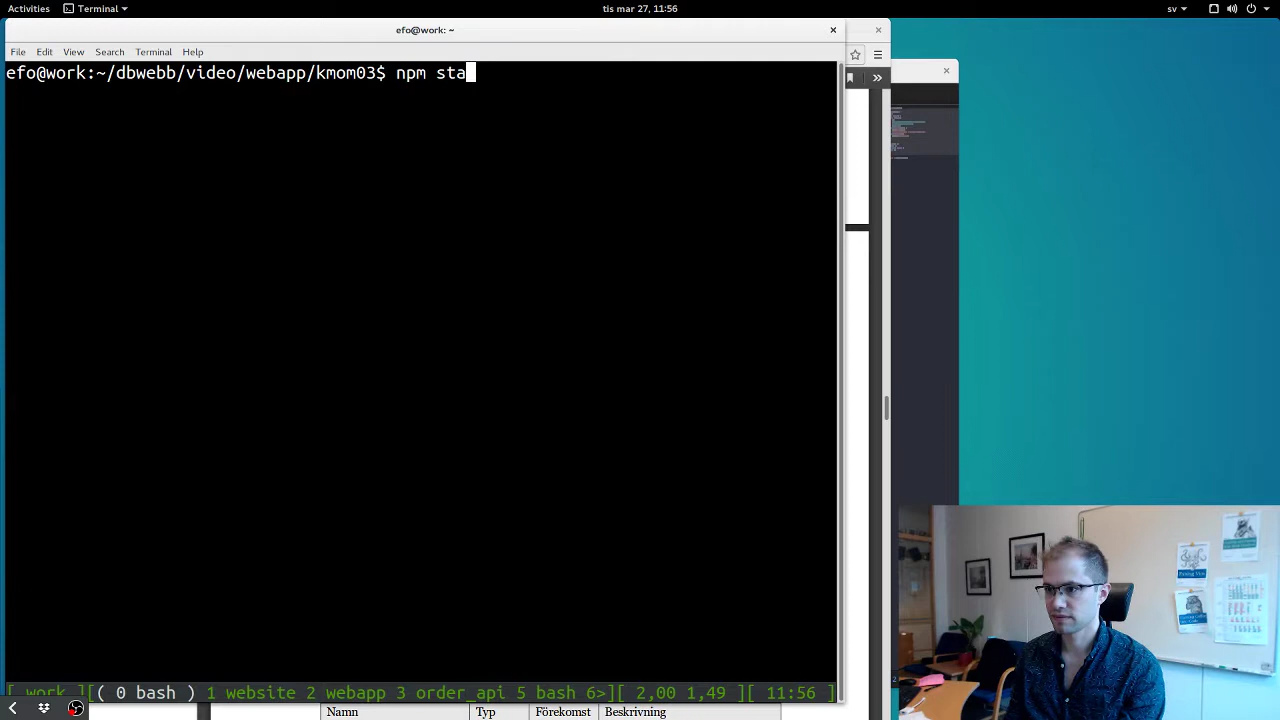 Activities Terminal tis mar 27, 11:56 sv
efo@work: ~
File Edit View Search Terminal Help
efo@work:~/dbwebb/video/webapp/kmom03$ npm sta
[ work ][( 0 bash ) 1 website 2 webapp 3 order_api 5 bash 6>][ 2,00 1,49 ][ 11:56 ]
Namn Typ Förekomst Beskrivning